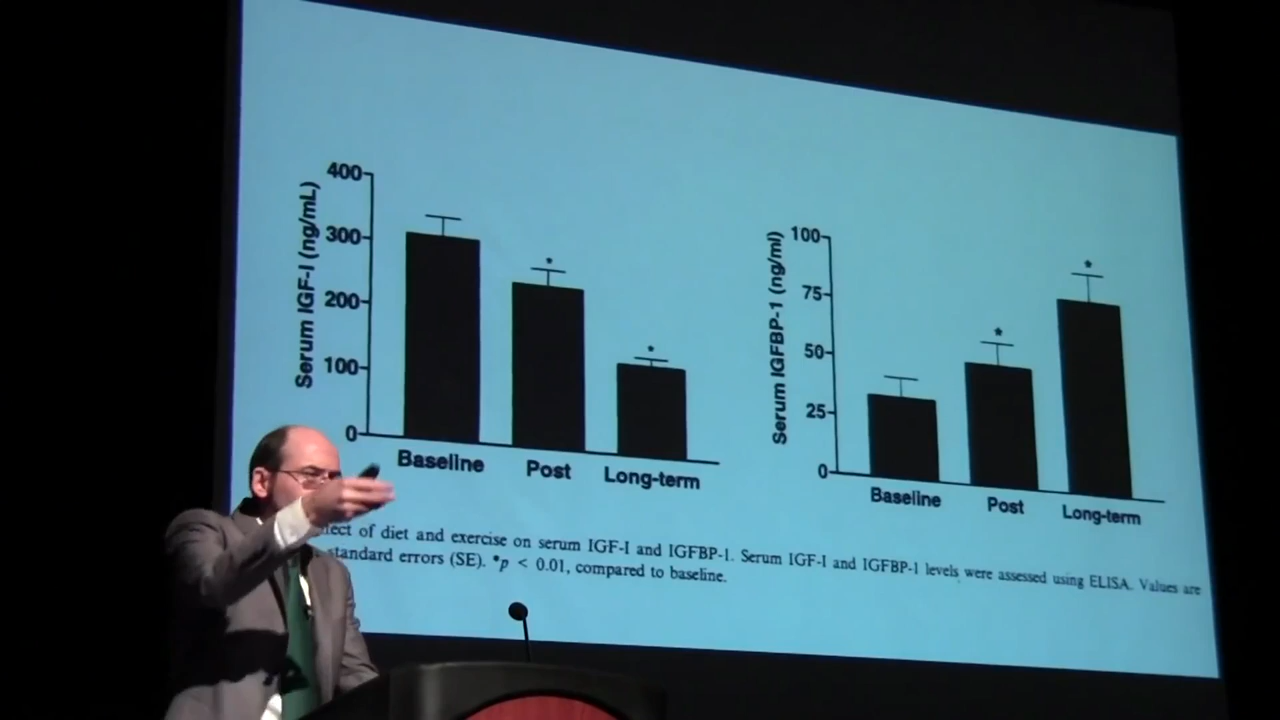 400
300
200
100
0
Serum IGF-I (ng/mL)
*
*
Baseline
Post
Long-term
100
75
50
25
0
Serum IGFBP-1 (ng/ml)
*
*
Baseline
Post
Long-term
of diet and exercise on serum IGF-I and IGFBP-1. Serum IGF-I and IGFBP-1 levels were assessed using ELISA. Values are
standard errors (SE). *p < 0.01, compared to baseline.